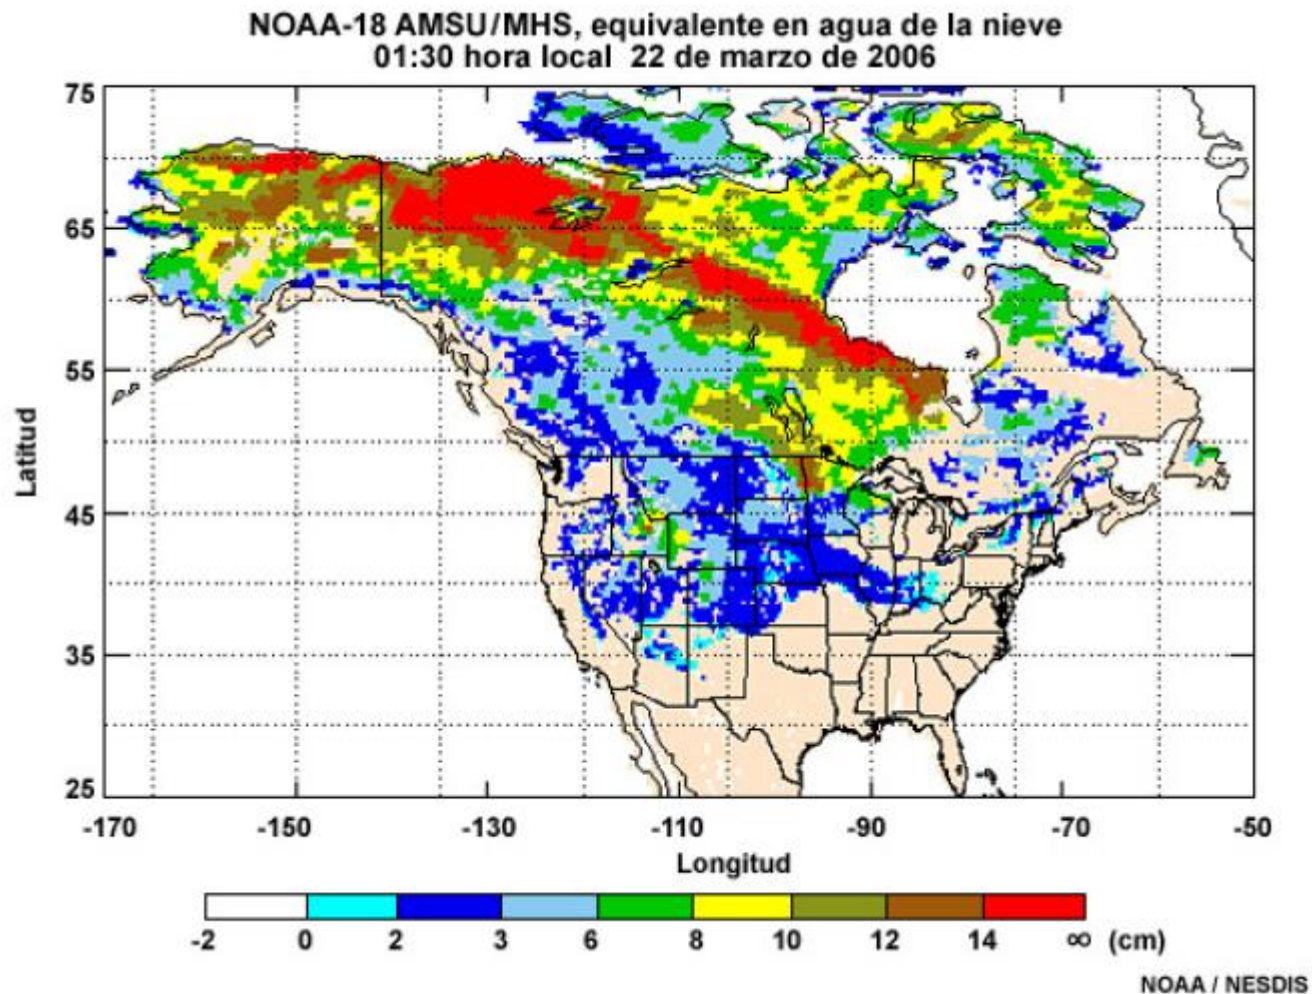 NOAA-18 AMSU/MHS, equivalente en agua de la nieve
01:30 hora local 22 de marzo de 2006
75
65
55
45
35
25
Latitud
-170 -150 -130 -110 -90 -70 -50
Longitud
-2 0 2 3 6 8 10 12 14 ∞ (cm)
NOAA / NESDIS